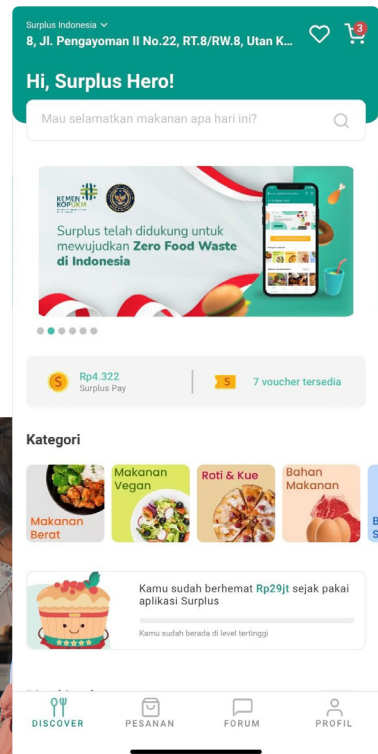 Surplus Indonesia
8, Jl. Pengayoman II No.22, RT.8/RW.8, Utan K...
3
Hi, Surplus Hero!
Mau selamatkan makanan apa hari ini?
KEMEN
KOPUKM
Surplus telah didukung untuk
mewujudkan Zero Food Waste
di Indonesia
S
Rp4.322
Surplus Pay
S
7 voucher tersedia
Kategori
Makanan
Berat
Makanan
Vegan
Roti & Kue
Bahan
Makanan
B
S
Kamu sudah berhemat Rp29jt sejak pakai
aplikasi Surplus
Kamu sudah berada di level tertinggi
DISCOVER
PESANAN
FORUM
PROFIL